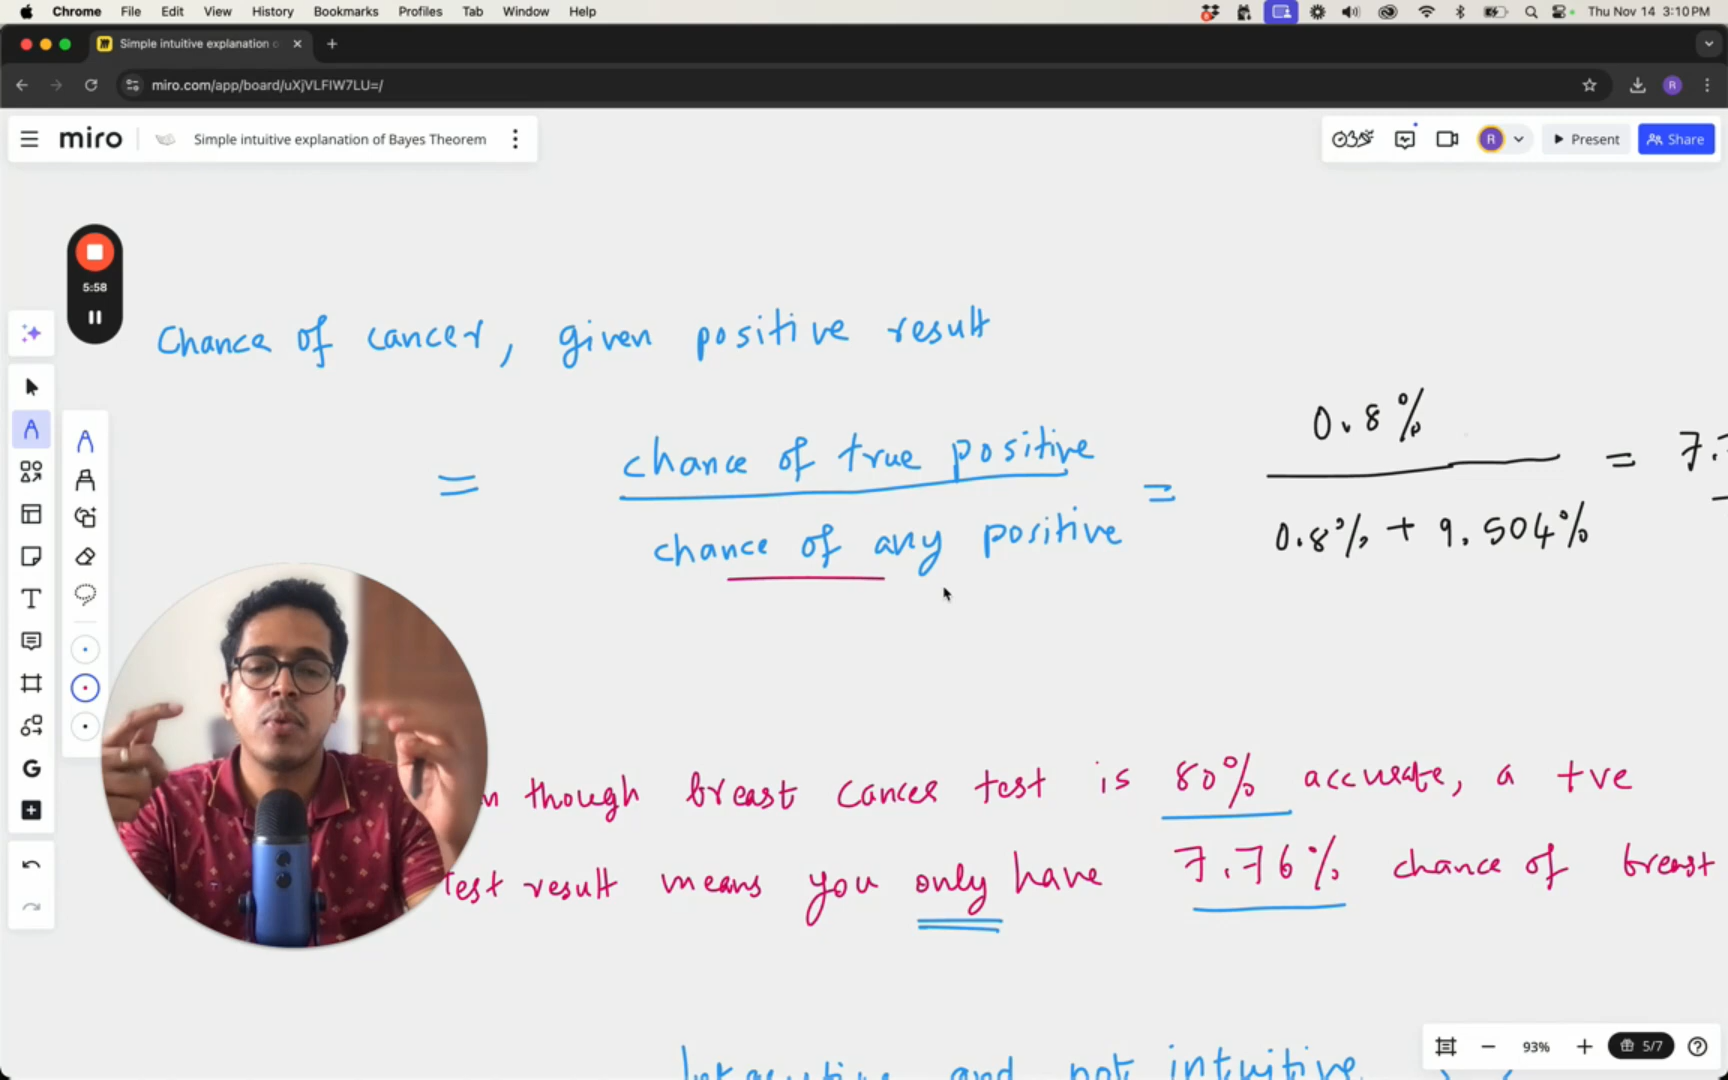 Chrome File Edit View History Bookmarks Profiles Tab Window Help Thu Nov 14 3:10 PM
Simple intuitive explanation o
miro.com/app/board/uXjVLFIW7LU=/ R
miro Simple intuitive explanation of Bayes Theorem R Present Share
5:58
Chance of cancer, given positive result
= chance of true positive
chance of any positive
= 0.8%
0.8% + 9.504%
= 7.
though breast cancer test is 80% accurate, a +ve
test result means you only have 7.76% chance of breast
and not intuitive
93% 5/7